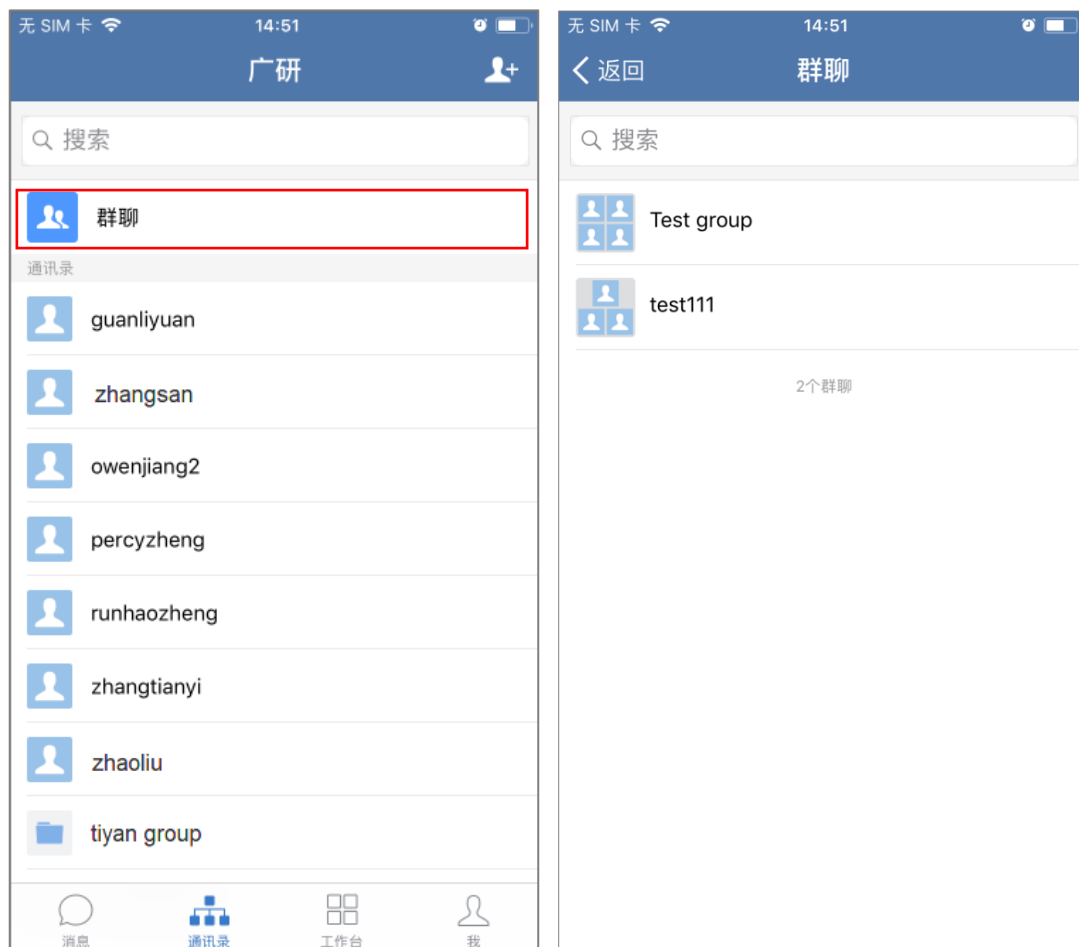 无 SIM 卡 14:51
广研
搜索
群聊
通讯录
guanliyuan
zhangsan
owenjiang2
percyzheng
runhaozheng
zhangtianyi
zhaoliu
tiyan group
消息 通讯录 工作台 我
无 SIM 卡 14:51
返回 群聊
搜索
Test group
test111
2个群聊